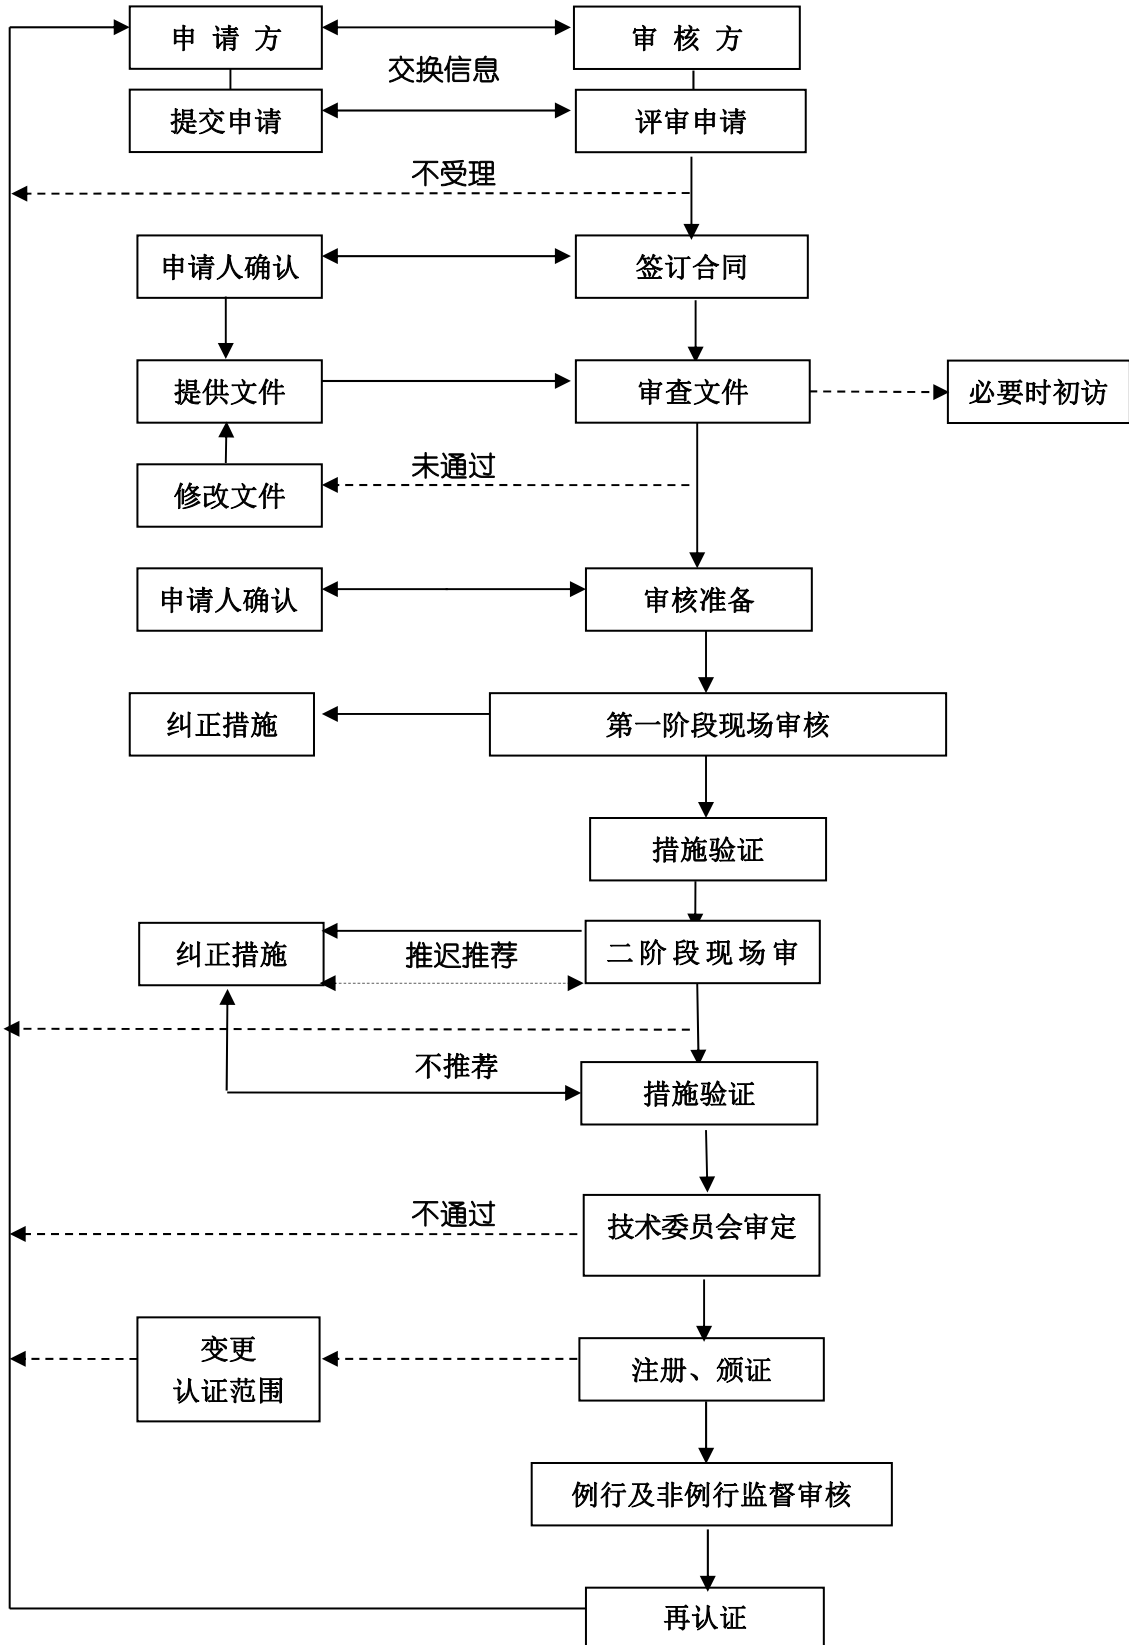 申 请 方
审 核 方
交换信息
提交申请
评审申请
不受理
申请人确认
签订合同
提供文件
审查文件
必要时初访
未通过
修改文件
申请人确认
审核准备
纠正措施
第一阶段现场审核
措施验证
纠正措施
推迟推荐
二 阶 段 现 场 审
不推荐
措施验证
不通过
技术委员会审定
变更
认证范围
注册、颁证
例行及非例行监督审核
再认证